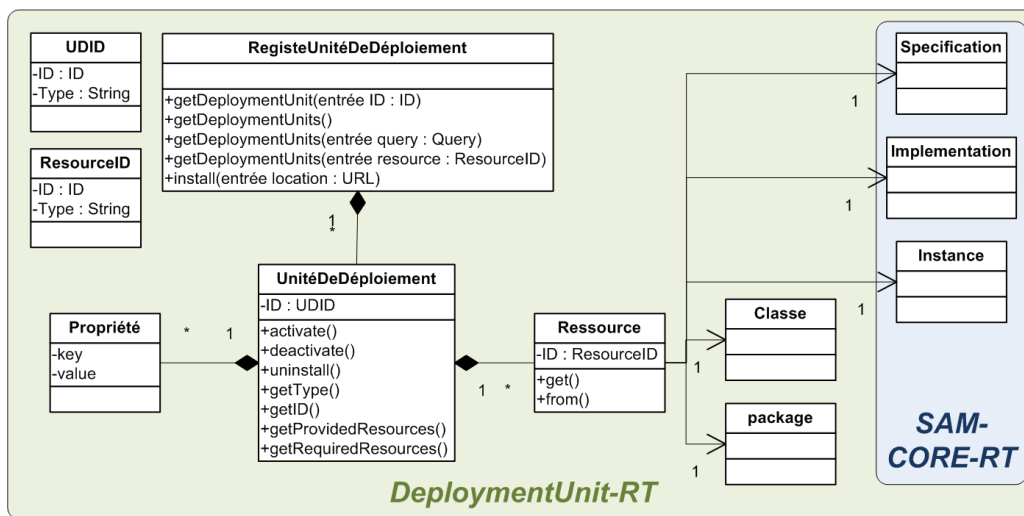 UDID
-ID : ID
-Type : String
ResourceID
-ID : ID
-Type : String
RegisteUnitéDeDéploiement
+getDeploymentUnit(entrée ID : ID)
+getDeploymentUnits()
+getDeploymentUnits(entrée query : Query)
+getDeploymentUnits(entrée resource : ResourceID)
+install(entrée location : URL)
1
*
UnitéDeDéploiement
-ID : UDID
+activate()
+deactivate()
+uninstall()
+getType()
+getID()
+getProvidedResources()
+getRequiredResources()
Propriété
-key
-value
*
1
1
*
Ressource
-ID : ResourceID
+get()
+from()
Specification
1
Implementation
1
Instance
1
Classe
1
package
1
SAM-
CORE-RT
DeploymentUnit-RT